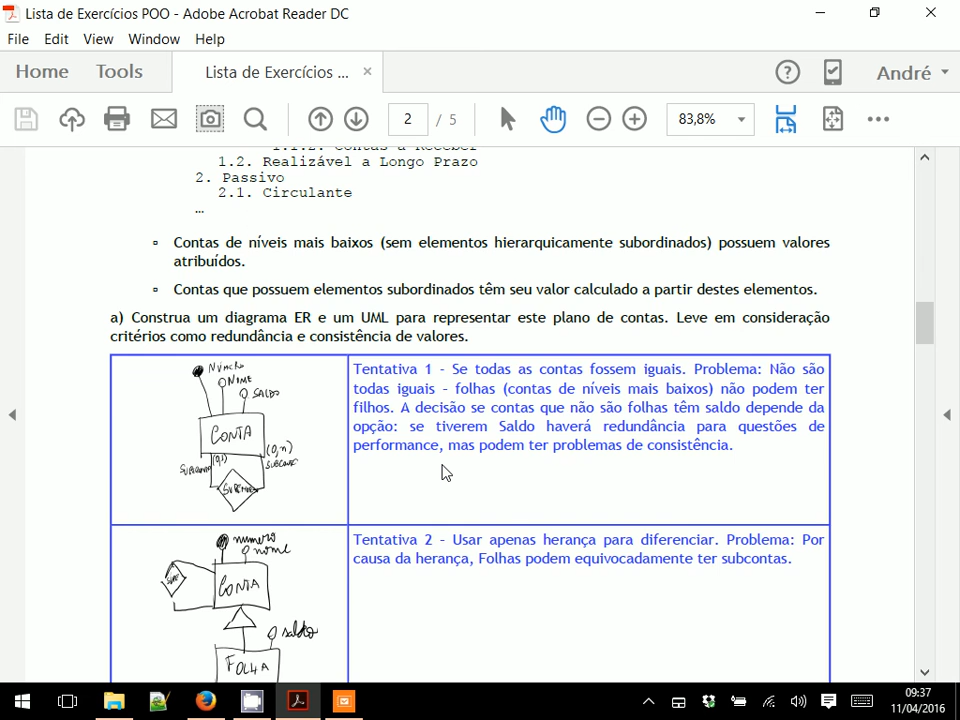 Lista de Exercícios POO - Adobe Acrobat Reader DC
File Edit View Window Help
Home Tools Lista de Exercícios ... × André
2 / 5 83,8%
1.1.2. Contas a Receber
1.2. Realizável a Longo Prazo
2. Passivo
2.1. Circulante
…
▫ Contas de níveis mais baixos (sem elementos hierarquicamente subordinados) possuem valores
atribuídos.
▫ Contas que possuem elementos subordinados têm seu valor calculado a partir destes elementos.
a) Construa um diagrama ER e um UML para representar este plano de contas. Leve em consideração
critérios como redundância e consistência de valores.
NÚMERO
NOME
SALDO
CONTA
(0,1) (0,n)
Tentativa 1 - Se todas as contas fossem iguais. Problema: Não são
todas iguais - folhas (contas de níveis mais baixos) não podem ter
filhos. A decisão se contas que não são folhas têm saldo depende da
opção: se tiverem Saldo haverá redundância para questões de
performance, mas podem ter problemas de consistência.
numero
nome
CONTA
saldo
FOLHA
Tentativa 2 - Usar apenas herança para diferenciar. Problema: Por
causa da herança, Folhas podem equivocadamente ter subcontas.
09:37
11/04/2016